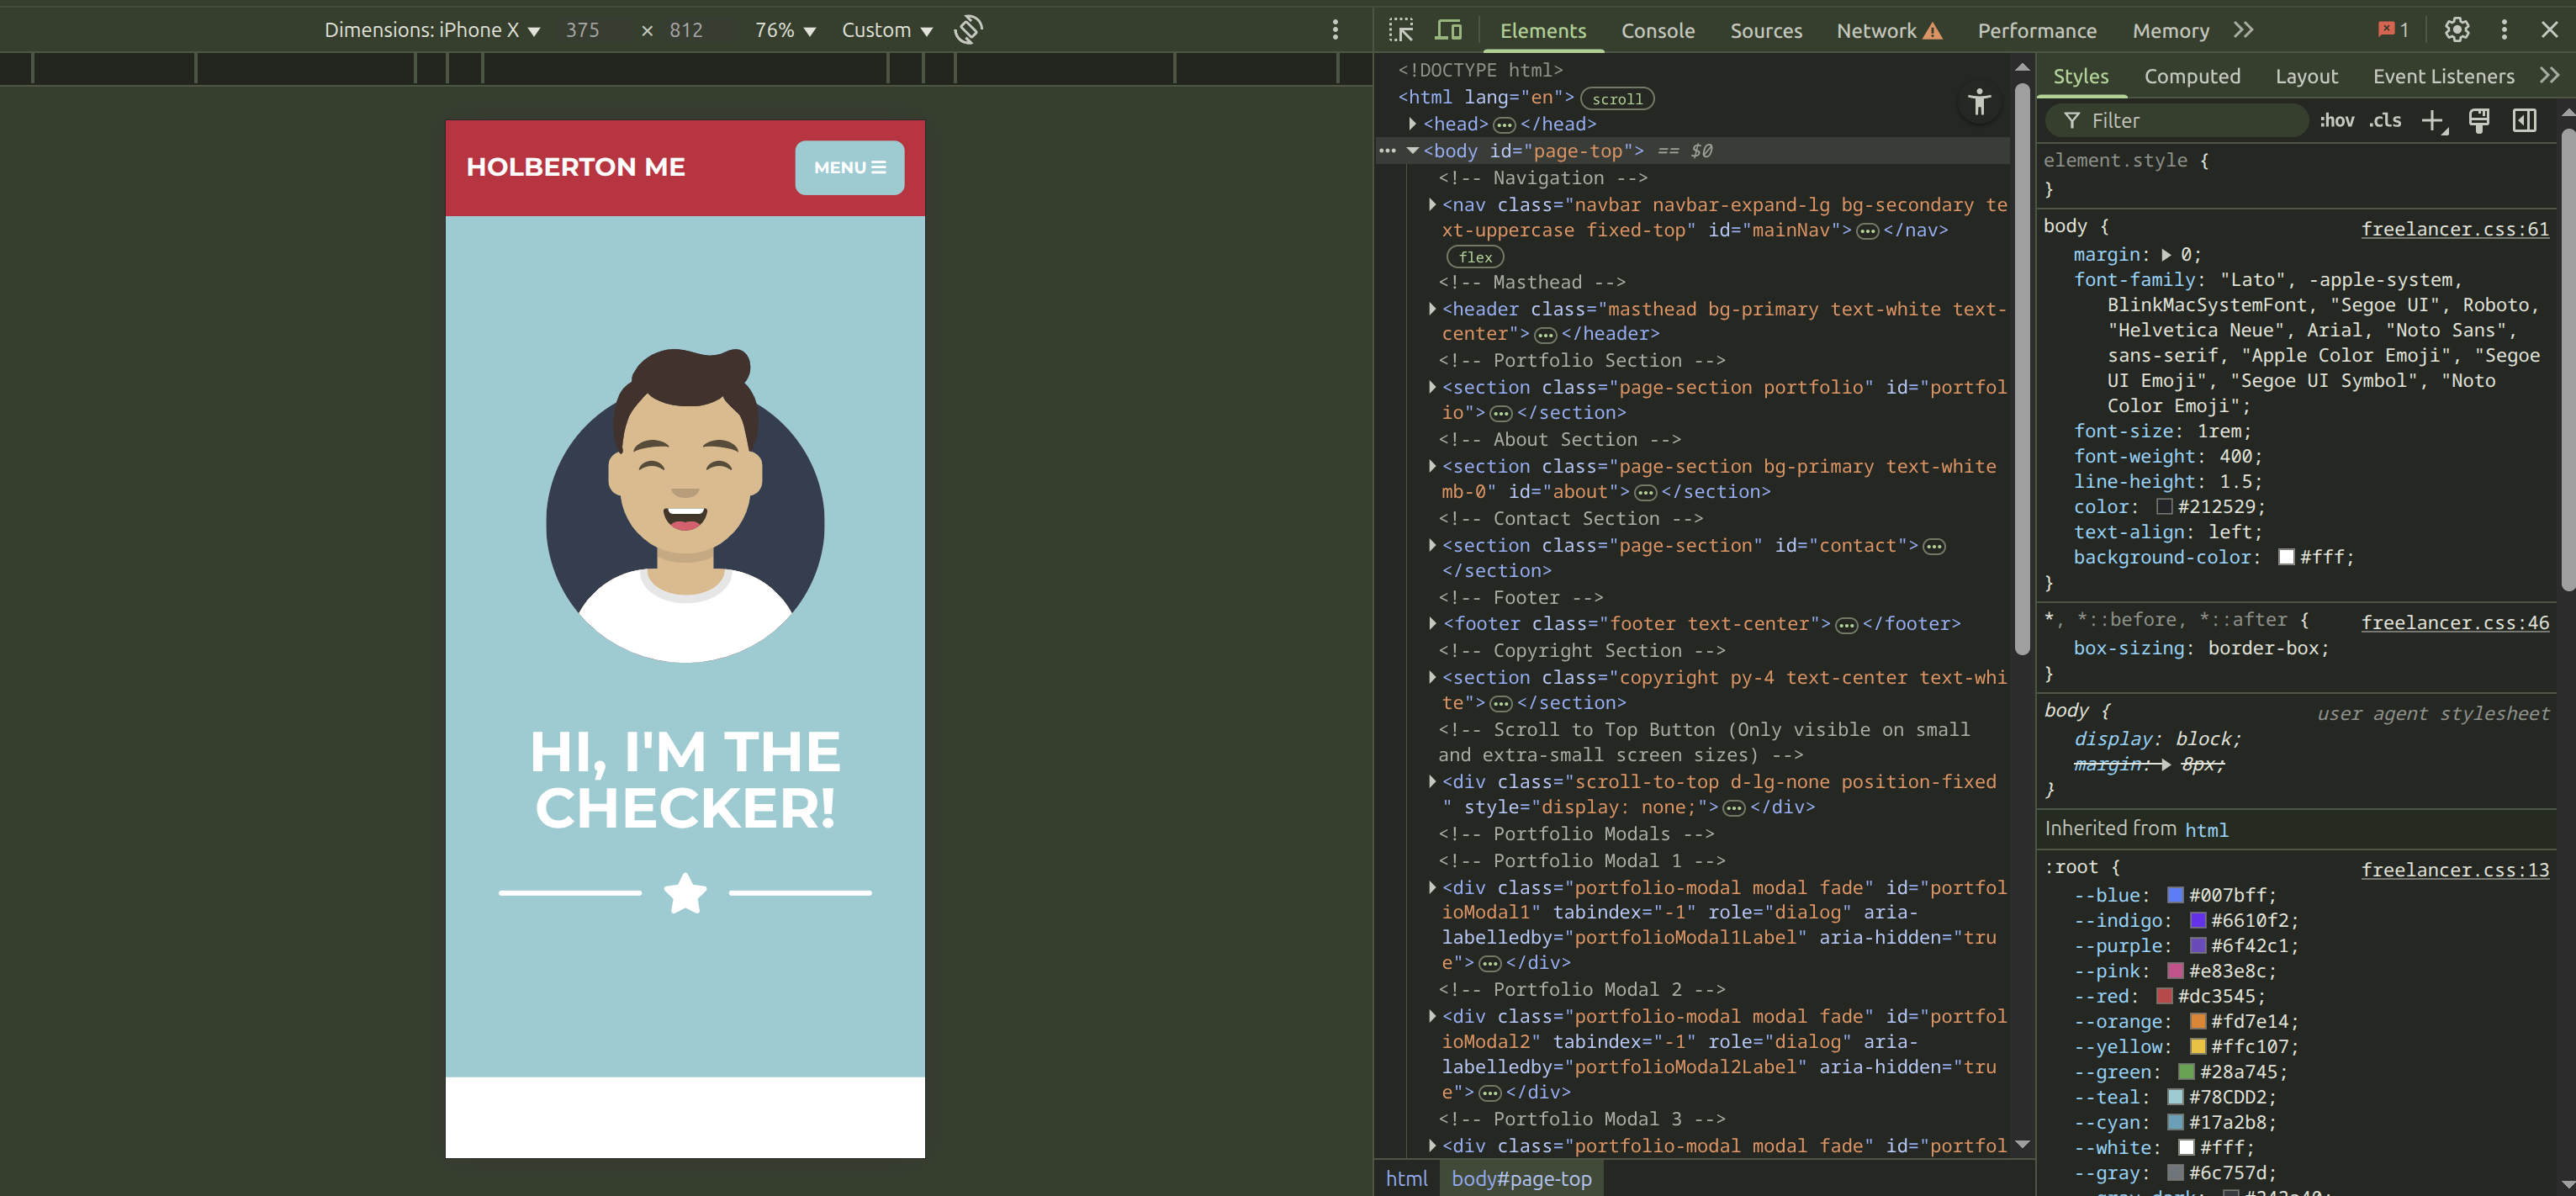 Dimensions: iPhone X ▼ 375 × 812 76% ▼ Custom ▼
HOLBERTON ME
MENU ☰
HI, I'M THE
CHECKER!
Elements Console Sources Network Performance Memory 1
<!DOCTYPE html>
<html lang="en"> scroll
<head> </head>
<body id="page-top"> == $0
<!-- Navigation -->
<nav class="navbar navbar-expand-lg bg-secondary te
xt-uppercase fixed-top" id="mainNav"> </nav>
flex
<!-- Masthead -->
<header class="masthead bg-primary text-white text-
center"> </header>
<!-- Portfolio Section -->
<section class="page-section portfolio" id="portfol
io"> </section>
<!-- About Section -->
<section class="page-section bg-primary text-white
mb-0" id="about"> </section>
<!-- Contact Section -->
<section class="page-section" id="contact">
</section>
<!-- Footer -->
<footer class="footer text-center"> </footer>
<!-- Copyright Section -->
<section class="copyright py-4 text-center text-whi
te"> </section>
<!-- Scroll to Top Button (Only visible on small
and extra-small screen sizes) -->
<div class="scroll-to-top d-lg-none position-fixed
" style="display: none;"> </div>
<!-- Portfolio Modals -->
<!-- Portfolio Modal 1 -->
<div class="portfolio-modal modal fade" id="portfol
ioModal1" tabindex="-1" role="dialog" aria-
labelledby="portfolioModal1Label" aria-hidden="tru
e"> </div>
<!-- Portfolio Modal 2 -->
<div class="portfolio-modal modal fade" id="portfol
ioModal2" tabindex="-1" role="dialog" aria-
labelledby="portfolioModal2Label" aria-hidden="tru
e"> </div>
<!-- Portfolio Modal 3 -->
<div class="portfolio-modal modal fade" id="portfol
html body#page-top
Styles Computed Layout Event Listeners
Filter :hov .cls
element.style {
}
body { freelancer.css:61
margin: 0;
font-family: "Lato", -apple-system,
BlinkMacSystemFont, "Segoe UI", Roboto,
"Helvetica Neue", Arial, "Noto Sans",
sans-serif, "Apple Color Emoji", "Segoe
UI Emoji", "Segoe UI Symbol", "Noto
Color Emoji";
font-size: 1rem;
font-weight: 400;
line-height: 1.5;
color: #212529;
text-align: left;
background-color: #fff;
}
*, *::before, *::after { freelancer.css:46
box-sizing: border-box;
}
body { user agent stylesheet
display: block;
margin: 8px;
}
Inherited from html
:root { freelancer.css:13
--blue: #007bff;
--indigo: #6610f2;
--purple: #6f42c1;
--pink: #e83e8c;
--red: #dc3545;
--orange: #fd7e14;
--yellow: #ffc107;
--green: #28a745;
--teal: #78CDD2;
--cyan: #17a2b8;
--white: #fff;
--gray: #6c757d;